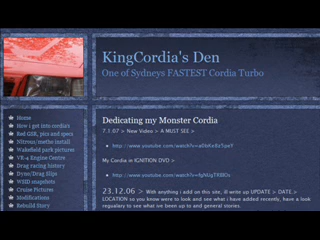 KingCordia's Den
One of Sydneys FASTEST Cordia Turbo
Home
How i got into cordia's
Red GSR, pics and specs
Nitrous/metho install
Wakefield park pictures
VR-4 Engine Centre
Drag racing history
Dyno/Drag Slips
WSID snapshots
Cruise Pictures
Modifications
Rebuild Story
Dedicating my Monster Cordia
7.1.07 > New Video > A MUST SEE >
My Cordia in IGNITION DVD >
23.12.06 > With anything i add on this site, ill write up UPDATE > DATE >
LOCATION so you know were to look and see what i have added recently, have a look
regualary to see what ive been up to and general stories.